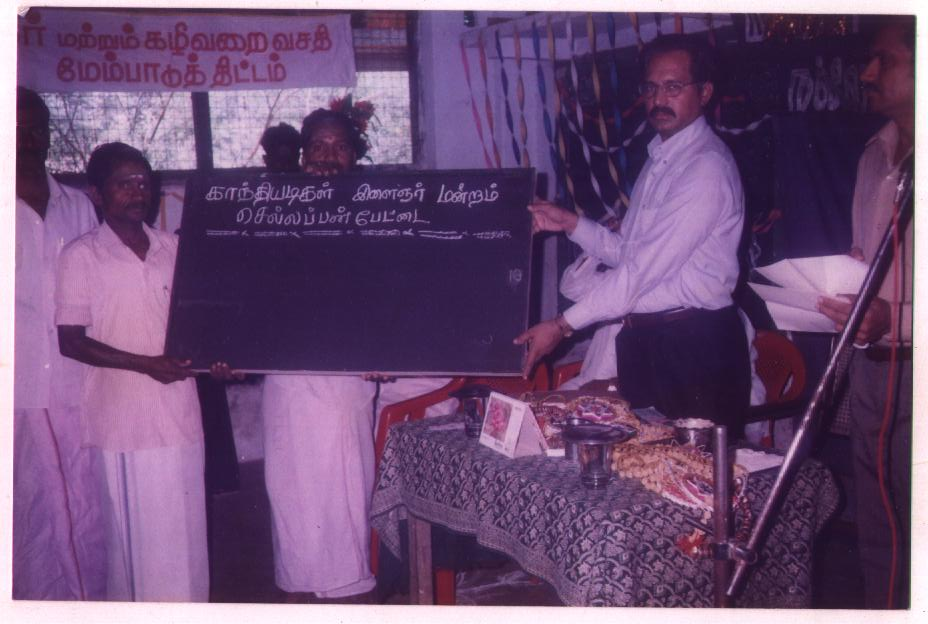 ர் மற்றும் கழிவறை வசதி
மேம்பாடுத் திட்டம்
காந்தியடிகள் இளைஞர் மன்றம்
செல்லப்பன் பேட்டை